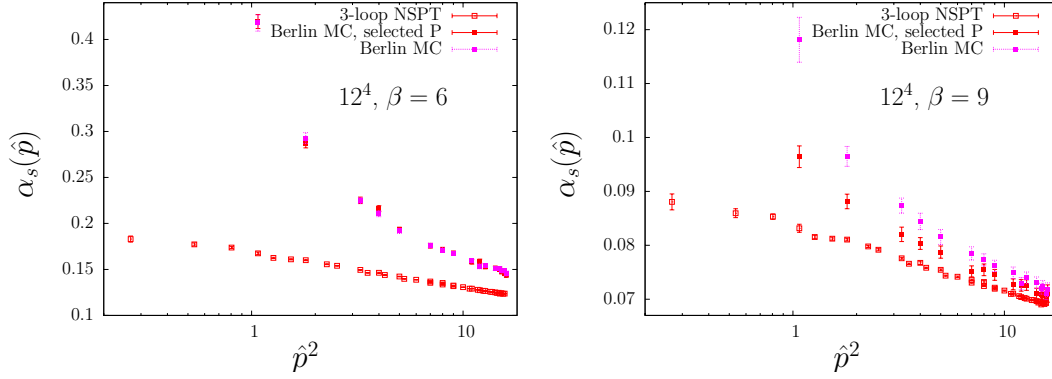 3-loop NSPT
Berlin MC, selected P
Berlin MC
12⁴, β = 6
α_s(p̂)
0.4
0.3
0.25
0.2
0.15
0.1
1
10
p̂²
3-loop NSPT
Berlin MC, selected P
Berlin MC
12⁴, β = 9
α_s(p̂)
0.12
0.11
0.1
0.09
0.08
0.07
1
10
p̂²